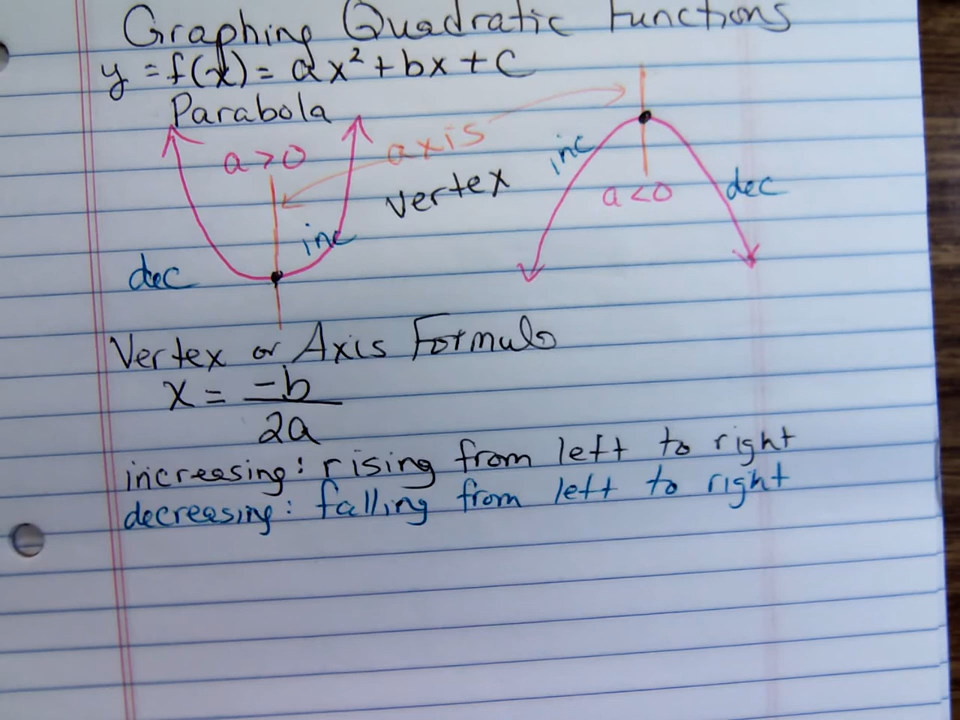 Graphing Quadratic Functions
y = f(x) = ax² + bx + c
Parabola
a > 0
axis
vertex
inc
a < 0
dec
inc
dec
Vertex or Axis Formula
x = -b
2a
increasing: rising from left to right
decreasing: falling from left to right